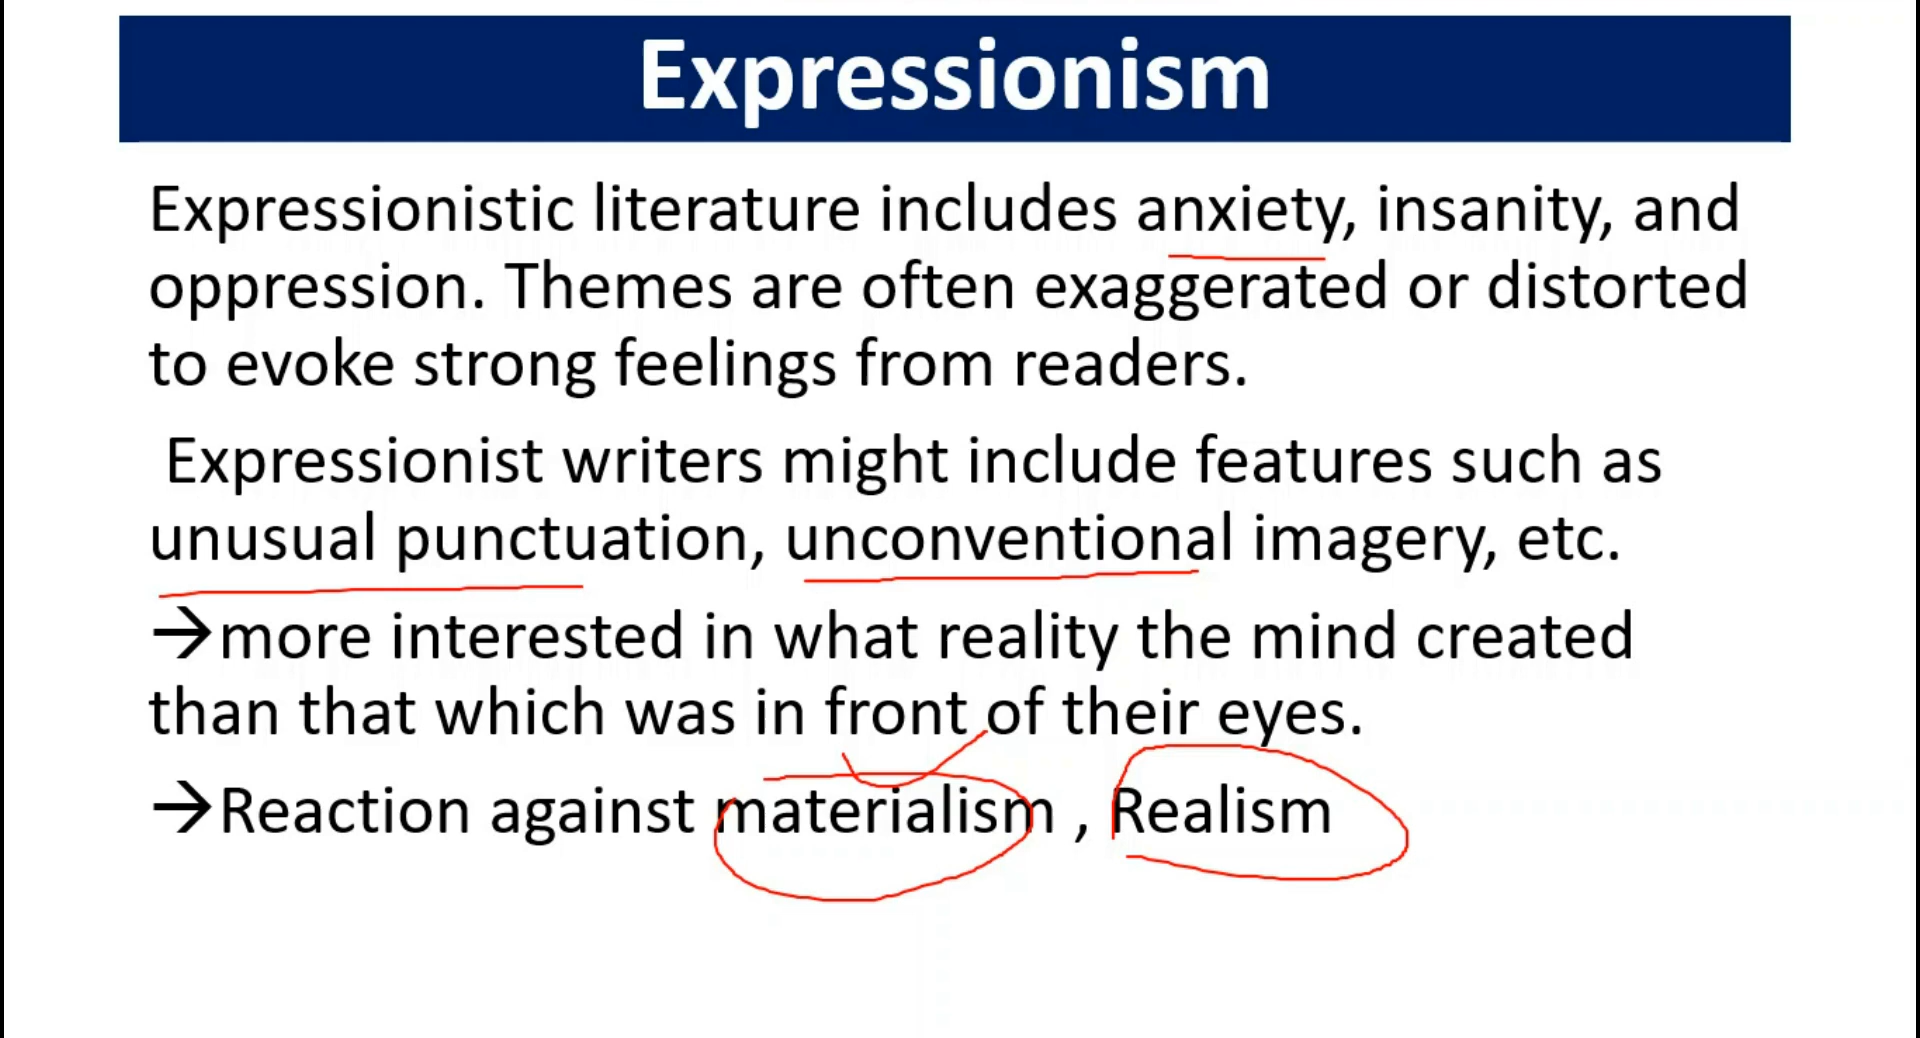 Expressionism
Expressionistic literature includes anxiety, insanity, and
oppression. Themes are often exaggerated or distorted
to evoke strong feelings from readers.
Expressionist writers might include features such as
unusual punctuation, unconventional imagery, etc.
→more interested in what reality the mind created
than that which was in front of their eyes.
→Reaction against materialism , Realism